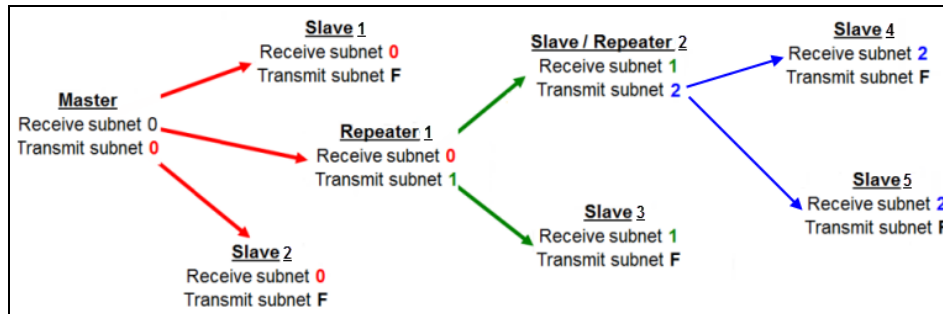 Master
Receive subnet 0
Transmit subnet 0
Slave 1
Receive subnet 0
Transmit subnet F
Slave 2
Receive subnet 0
Transmit subnet F
Repeater 1
Receive subnet 0
Transmit subnet 1
Slave / Repeater 2
Receive subnet 1
Transmit subnet 2
Slave 3
Receive subnet 1
Transmit subnet F
Slave 4
Receive subnet 2
Transmit subnet F
Slave 5
Receive subnet 2
Transmit subnet F